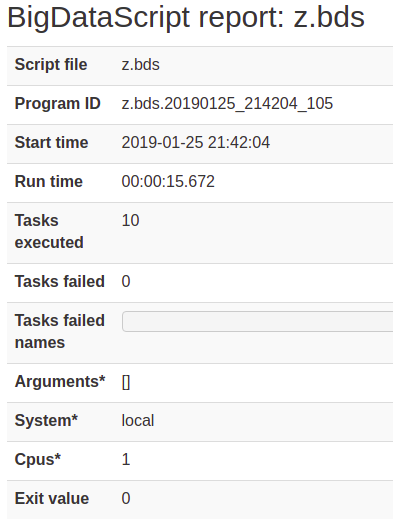 BigDataScript report: z.bds
Script file z.bds
Program ID z.bds.20190125_214204_105
Start time 2019-01-25 21:42:04
Run time 00:00:15.672
Tasks executed 10
Tasks failed 0
Tasks failed names
Arguments* []
System* local
Cpus* 1
Exit value 0